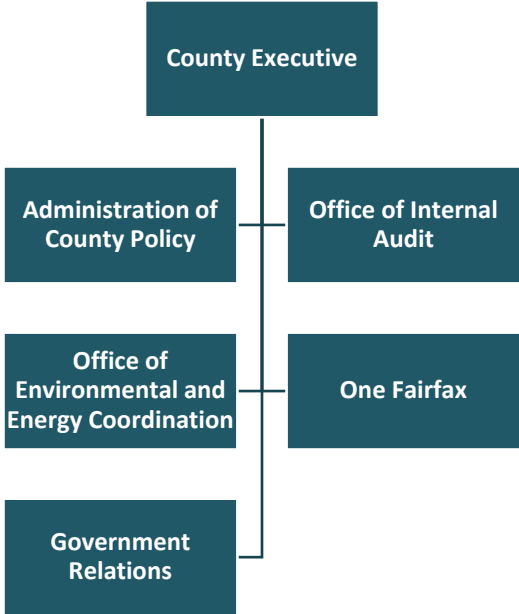 County Executive
Administration of
County Policy
Office of Internal
Audit
Office of
Environmental and
Energy Coordination
One Fairfax
Government
Relations